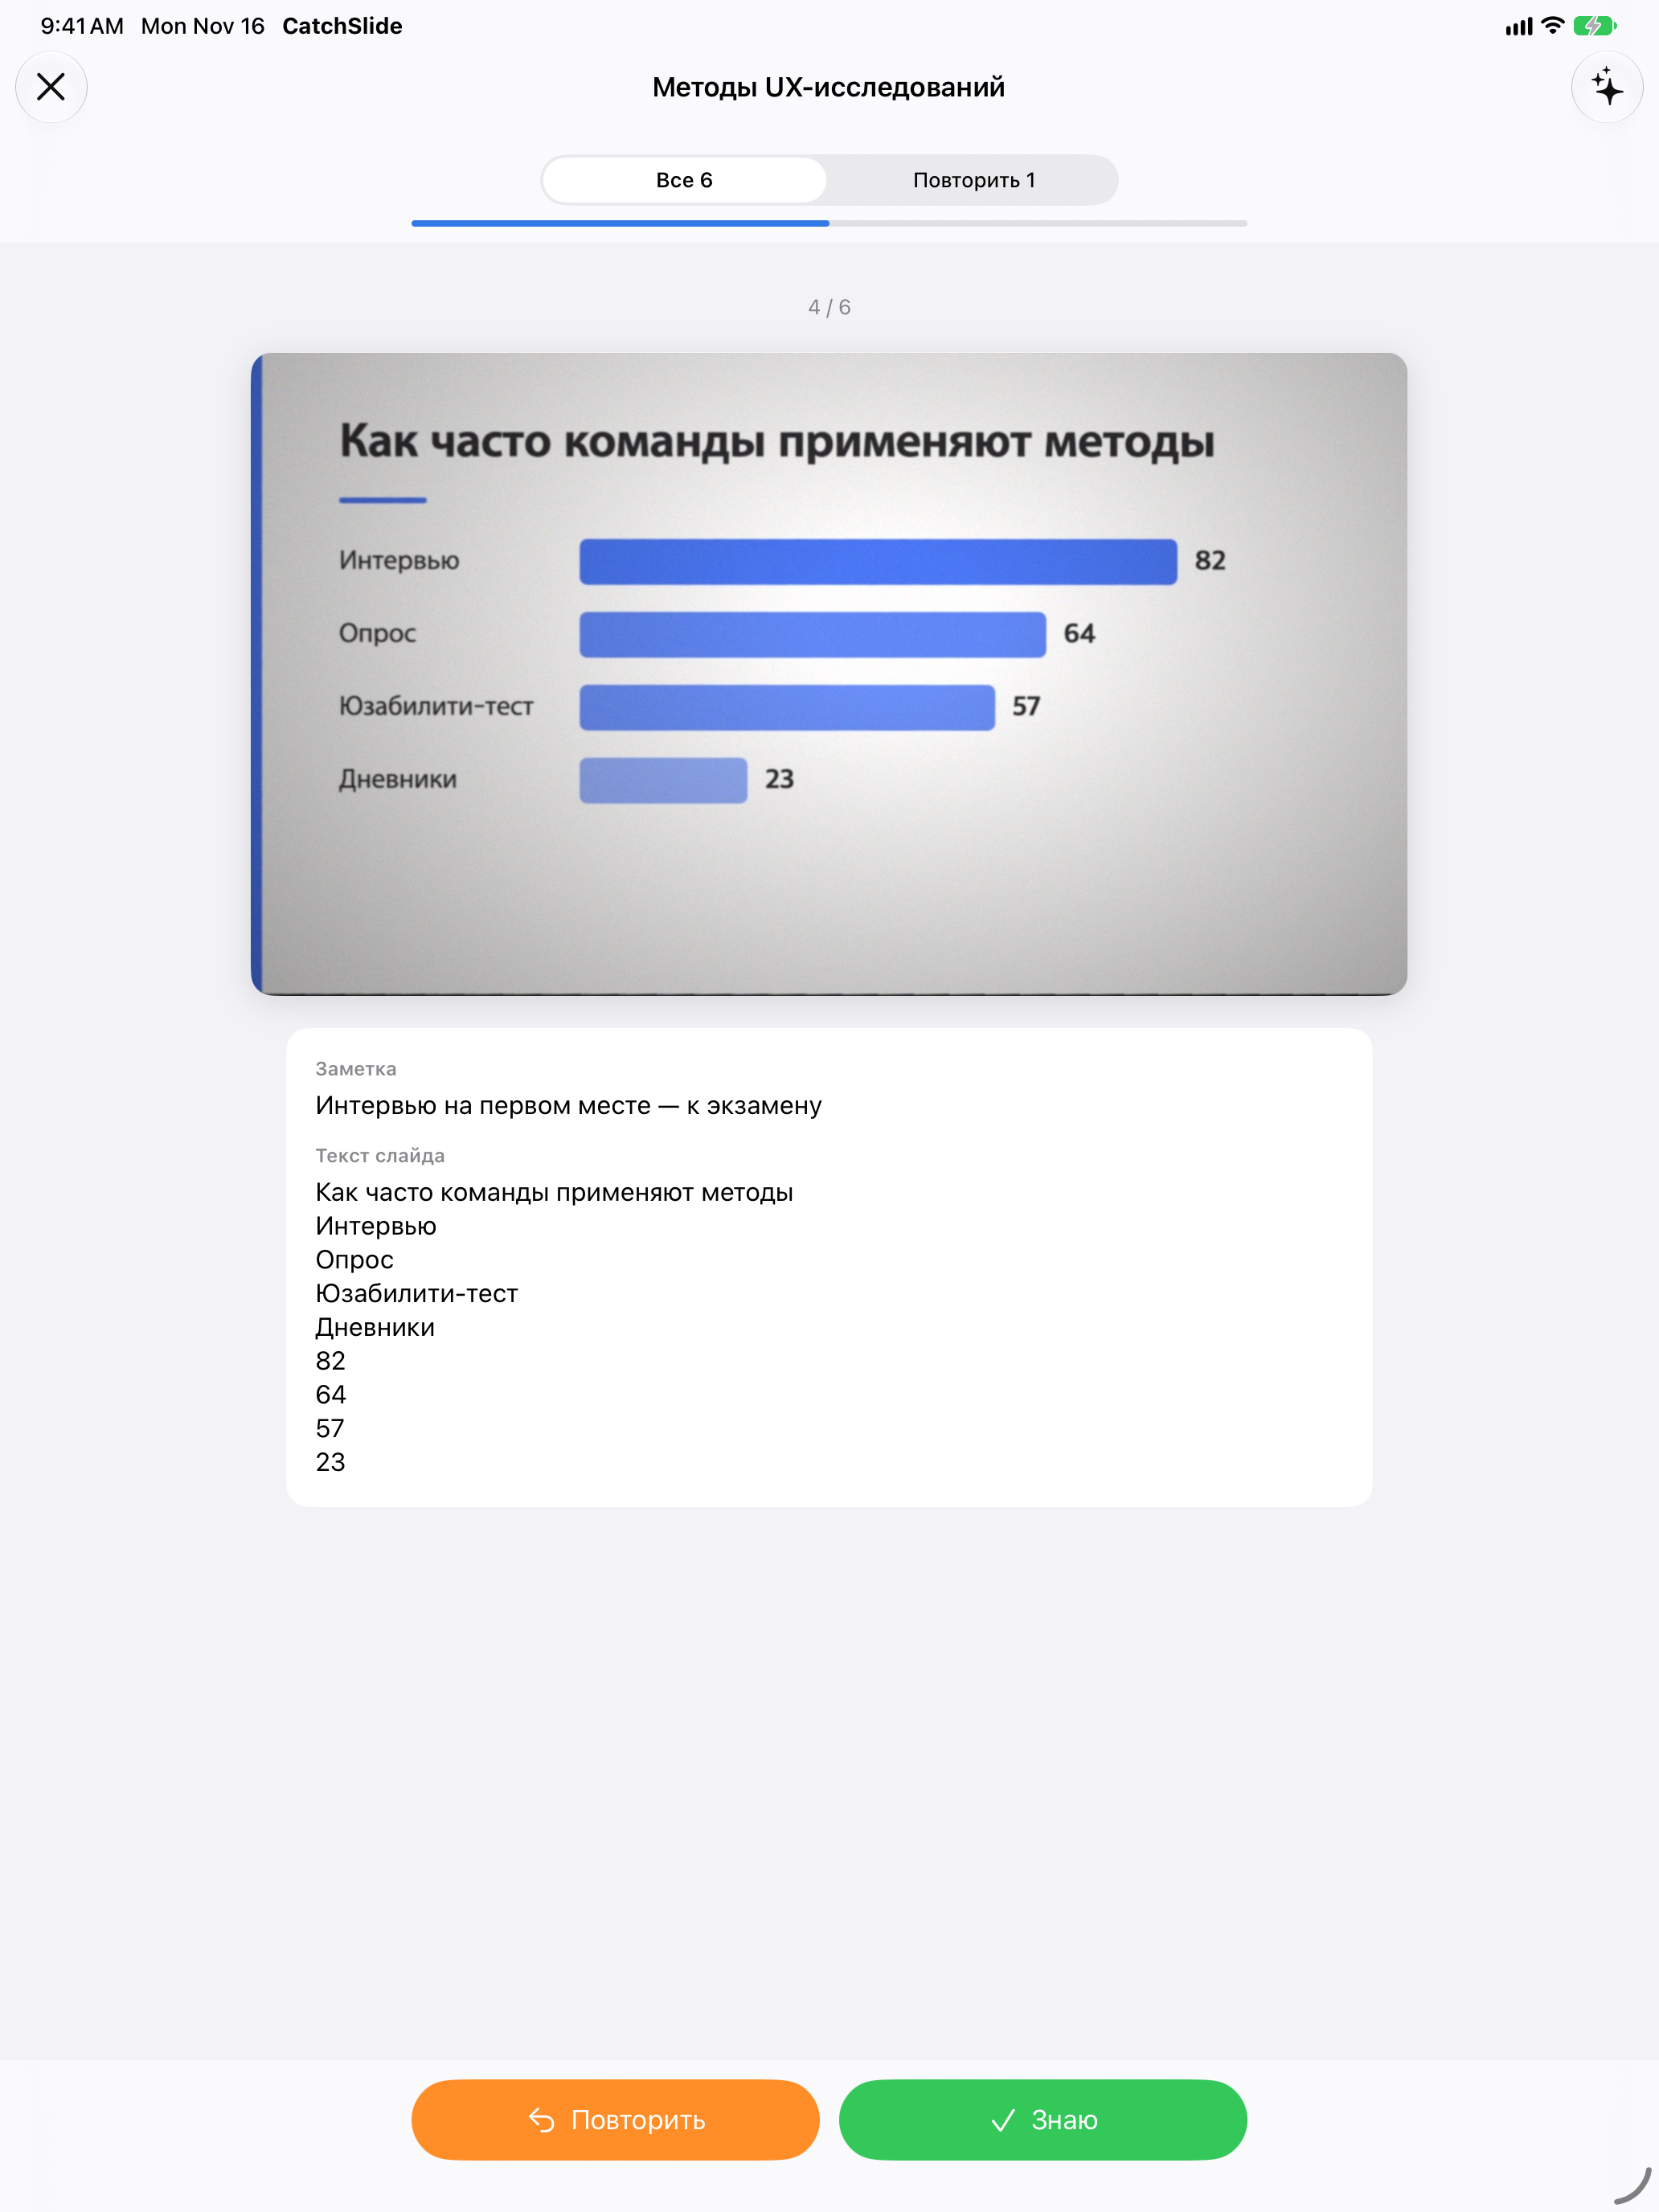 9:41 AM Mon Nov 16 CatchSlide
Методы UX-исследований
Все 6 Повторить 1
4 / 6
Как часто команды применяют методы
Интервью 82
Опрос 64
Юзабилити-тест 57
Дневники 23
Заметка
Интервью на первом месте — к экзамену
Текст слайда
Как часто команды применяют методы
Интервью
Опрос
Юзабилити-тест
Дневники
82
64
57
23
Повторить Знаю